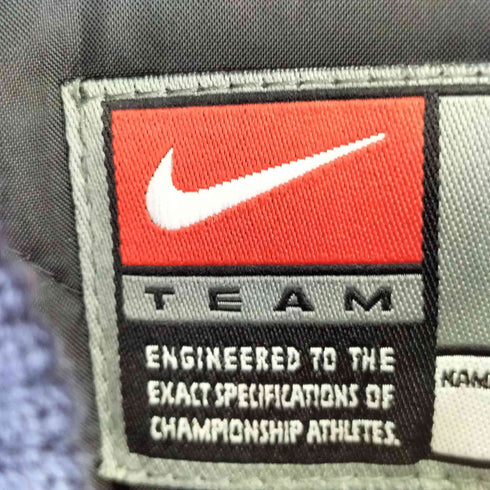 TEAM
ENGINEERED TO THE
EXACT SPECIFICATIONS OF
CHAMPIONSHIP ATHLETES.